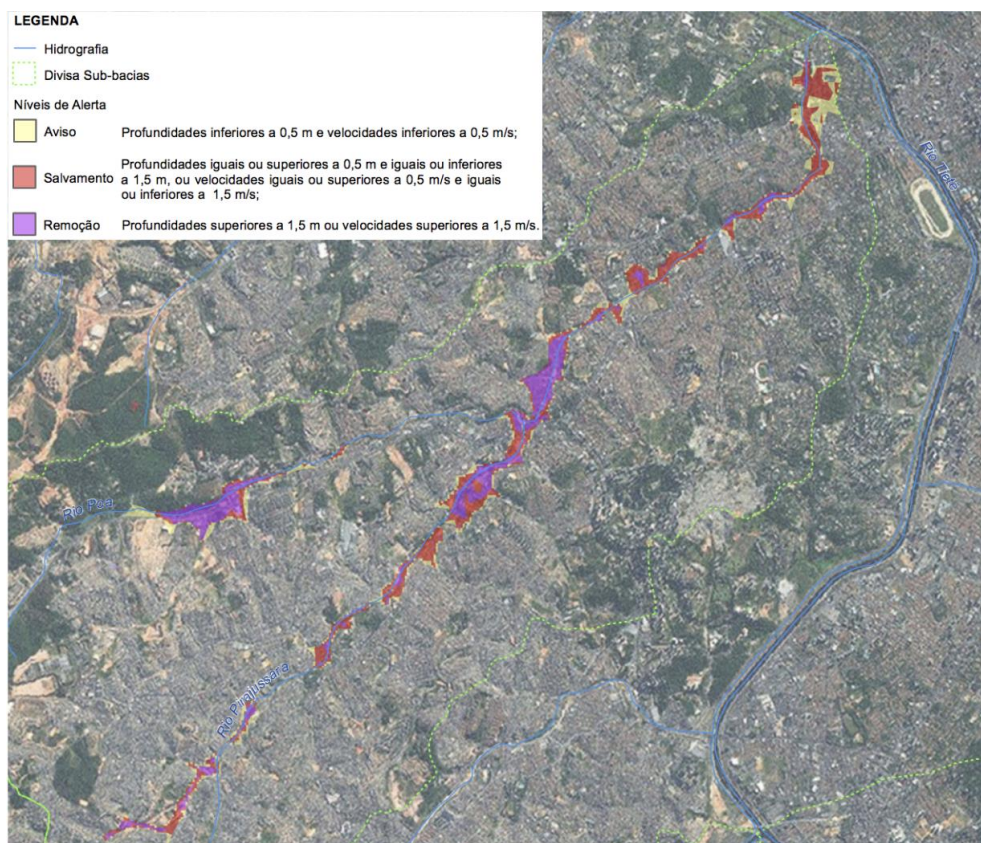 LEGENDA
Hidrografia
Divisa Sub-bacias
Níveis de Alerta
Aviso Profundidades inferiores a 0,5 m e velocidades inferiores a 0,5 m/s;
Salvamento Profundidades iguais ou superiores a 0,5 m e iguais ou inferiores
a 1,5 m, ou velocidades iguais ou superiores a 0,5 m/s e iguais
ou inferiores a 1,5 m/s;
Remoção Profundidades superiores a 1,5 m ou velocidades superiores a 1,5 m/s.
Rio Tietê
Rio Poá
Rio Pirajussara